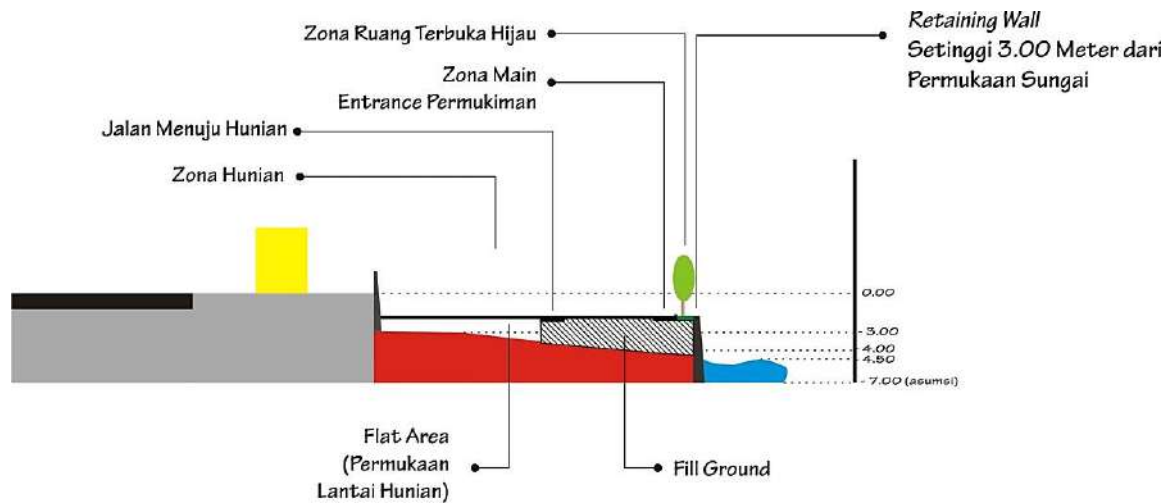 Zona Ruang Terbuka Hijau
Retaining Wall
Setinggi 3.00 Meter dari
Permukaan Sungai
Zona Main
Entrance Permukiman
Jalan Menuju Hunian
Zona Hunian
0.00
-3.00
-4.00
-4.50
-7.00 (asumsi)
Flat Area
(Permukaan
Lantai Hunian)
Fill Ground